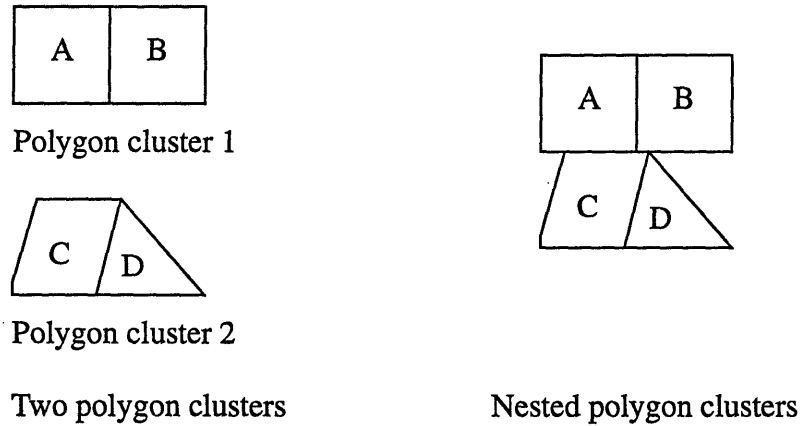 A B
Polygon cluster 1
C D
Polygon cluster 2
Two polygon clusters
A B
C D
Nested polygon clusters